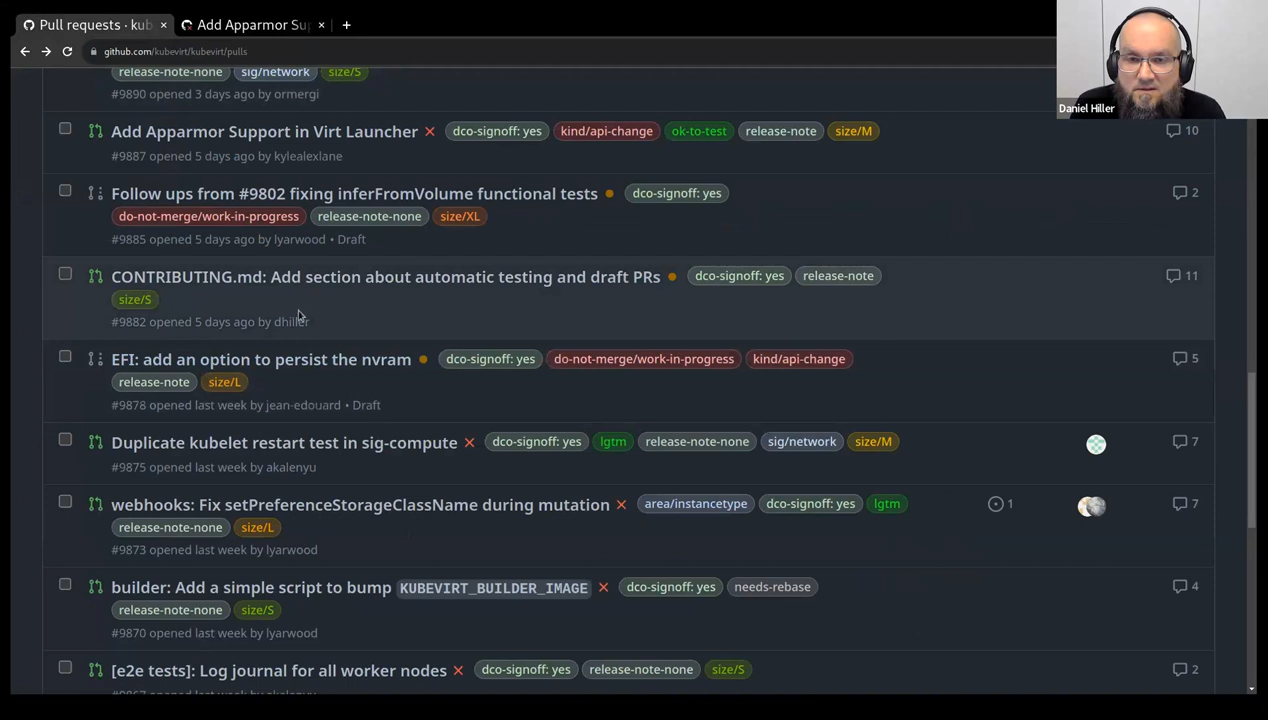 Pull requests · kub × Add Apparmor Su × +
github.com/kubevirt/kubevirt/pulls
Daniel Hiller
release-note-none sig/network size/S
#9890 opened 3 days ago by ormergi
Add Apparmor Support in Virt Launcher dco-signoff: yes kind/api-change ok-to-test release-note size/M 10
#9887 opened 5 days ago by kylealexlane
Follow ups from #9802 fixing inferFromVolume functional tests dco-signoff: yes 2
do-not-merge/work-in-progress release-note-none size/XL
#9885 opened 5 days ago by lyarwood • Draft
CONTRIBUTING.md: Add section about automatic testing and draft PRs dco-signoff: yes release-note 11
size/S
#9882 opened 5 days ago by dhiller
EFI: add an option to persist the nvram dco-signoff: yes do-not-merge/work-in-progress kind/api-change 5
release-note size/L
#9878 opened last week by jean-edouard • Draft
Duplicate kubelet restart test in sig-compute dco-signoff: yes lgtm release-note-none sig/network size/M 7
#9875 opened last week by akalenyu
webhooks: Fix setPreferenceStorageClassName during mutation area/instancetype dco-signoff: yes lgtm 1 7
release-note-none size/L
#9873 opened last week by lyarwood
builder: Add a simple script to bump KUBEVIRT_BUILDER_IMAGE dco-signoff: yes needs-rebase 4
release-note-none size/S
#9870 opened last week by lyarwood
[e2e tests]: Log journal for all worker nodes dco-signoff: yes release-note-none size/S 2